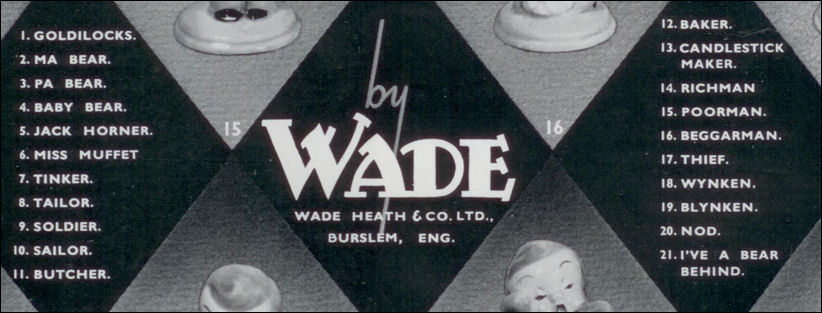 1. GOLDILOCKS.
2. MA BEAR.
3. PA BEAR.
4. BABY BEAR.
5. JACK HORNER.
6. MISS MUFFET
7. TINKER.
8. TAILOR.
9. SOLDIER.
10. SAILOR.
11. BUTCHER.
15
by
WADE
WADE HEATH & CO. LTD.,
BURSLEM, ENG.
16
12. BAKER.
13. CANDLESTICK
MAKER.
14. RICHMAN
15. POORMAN.
16. BEGGARMAN.
17. THIEF.
18. WYNKEN.
19. BLYNKEN.
20. NOD.
21. I'VE A BEAR
BEHIND.